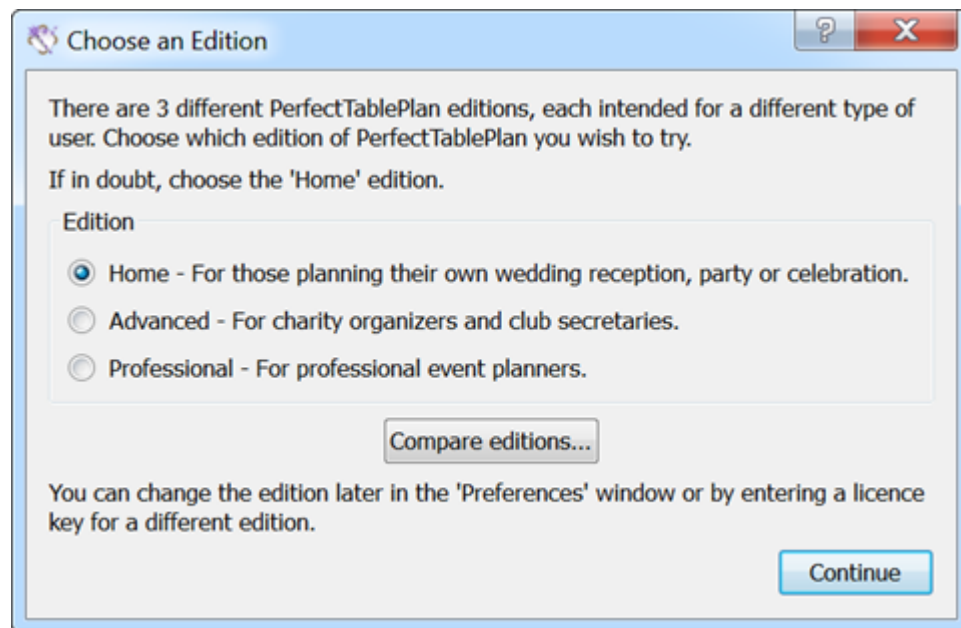 Choose an Edition
There are 3 different PerfectTablePlan editions, each intended for a different type of
user. Choose which edition of PerfectTablePlan you wish to try.
If in doubt, choose the 'Home' edition.
Edition
Home - For those planning their own wedding reception, party or celebration.
Advanced - For charity organizers and club secretaries.
Professional - For professional event planners.
Compare editions...
You can change the edition later in the 'Preferences' window or by entering a licence
key for a different edition.
Continue